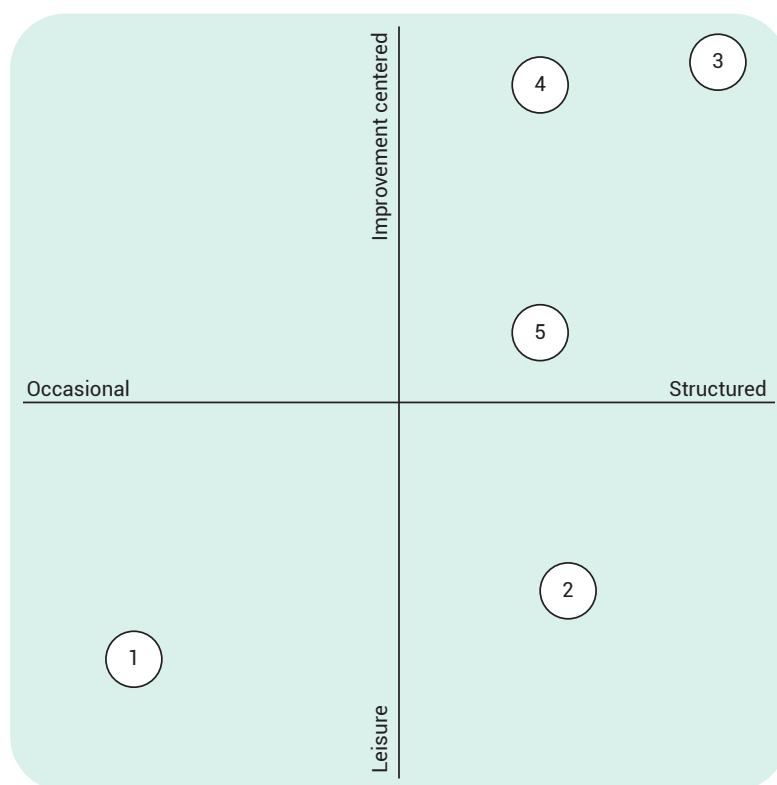 Improvement centered
3
4
5
Occasional
Structured
2
1
Leisure